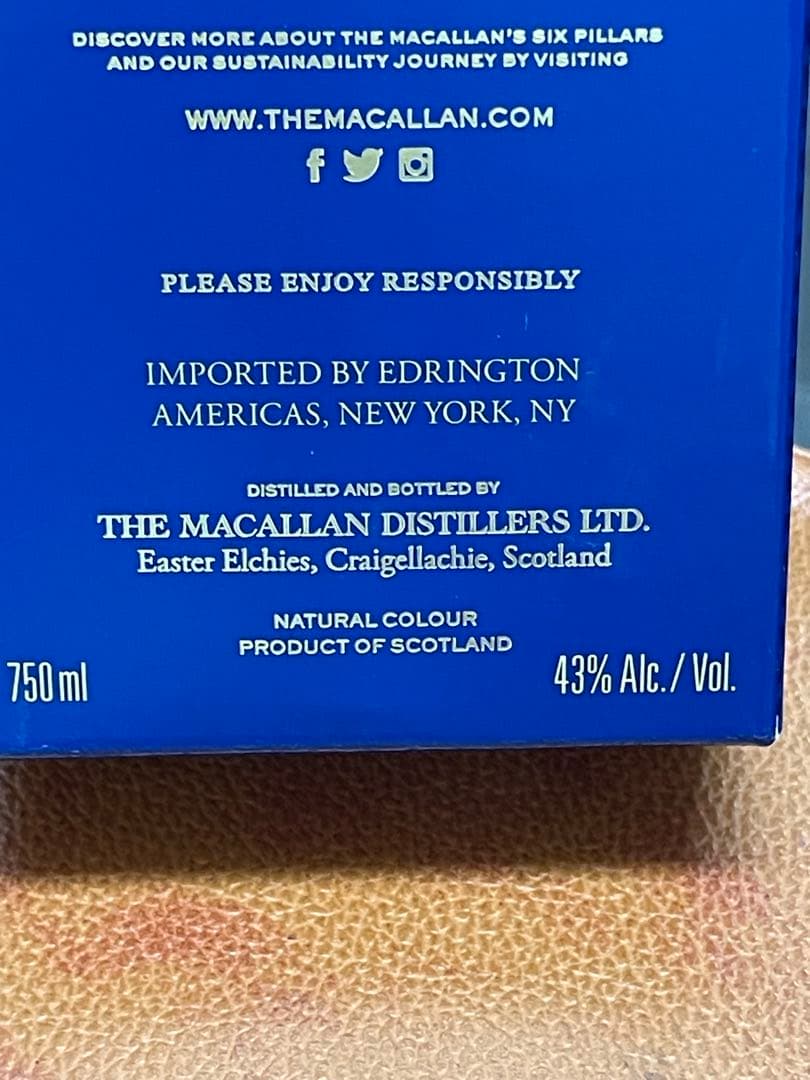 DISCOVER MORE ABOUT THE MACALLAN'S SIX PILLARS
AND OUR SUSTAINABILITY JOURNEY BY VISITING
WWW.THEMACALLAN.COM
PLEASE ENJOY RESPONSIBLY
IMPORTED BY EDRINGTON
AMERICAS, NEW YORK, NY
DISTILLED AND BOTTLED BY
THE MACALLAN DISTILLERS LTD.
Easter Elchies, Craigellachie, Scotland
NATURAL COLOUR
PRODUCT OF SCOTLAND
750 ml
43% Alc. / Vol.